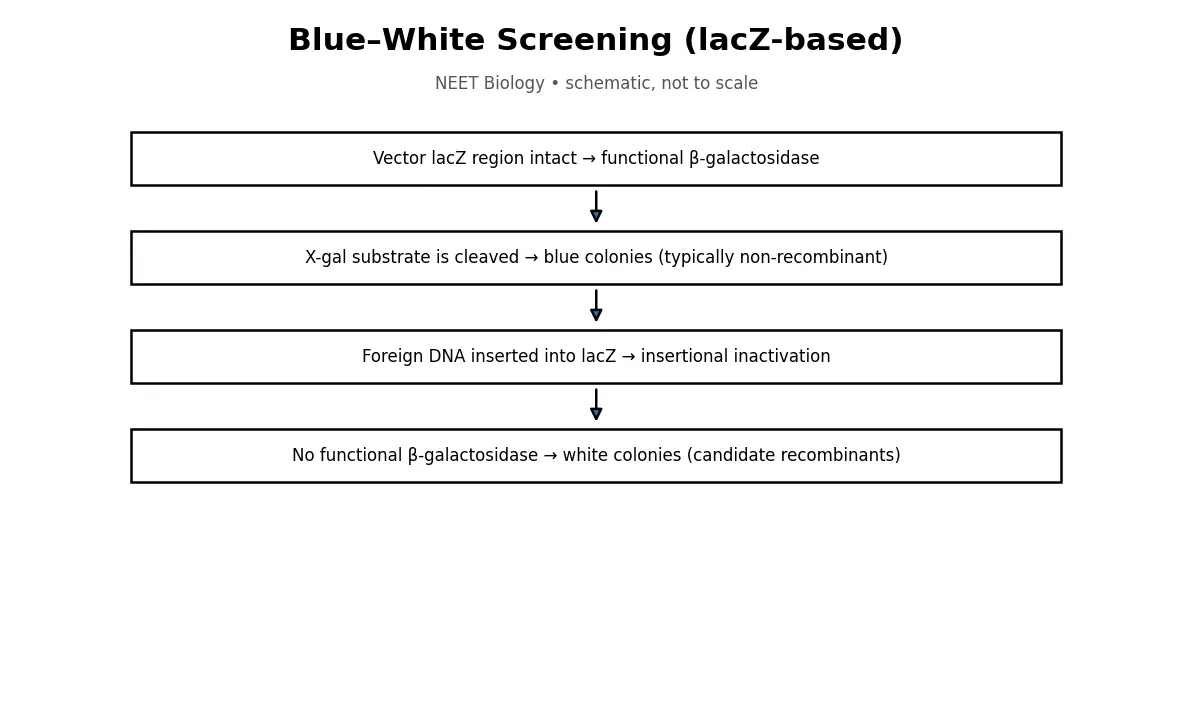 Blue–White Screening (lacZ-based)
NEET Biology • schematic, not to scale
Vector lacZ region intact → functional β-galactosidase
X-gal substrate is cleaved → blue colonies (typically non-recombinant)
Foreign DNA inserted into lacZ → insertional inactivation
No functional β-galactosidase → white colonies (candidate recombinants)